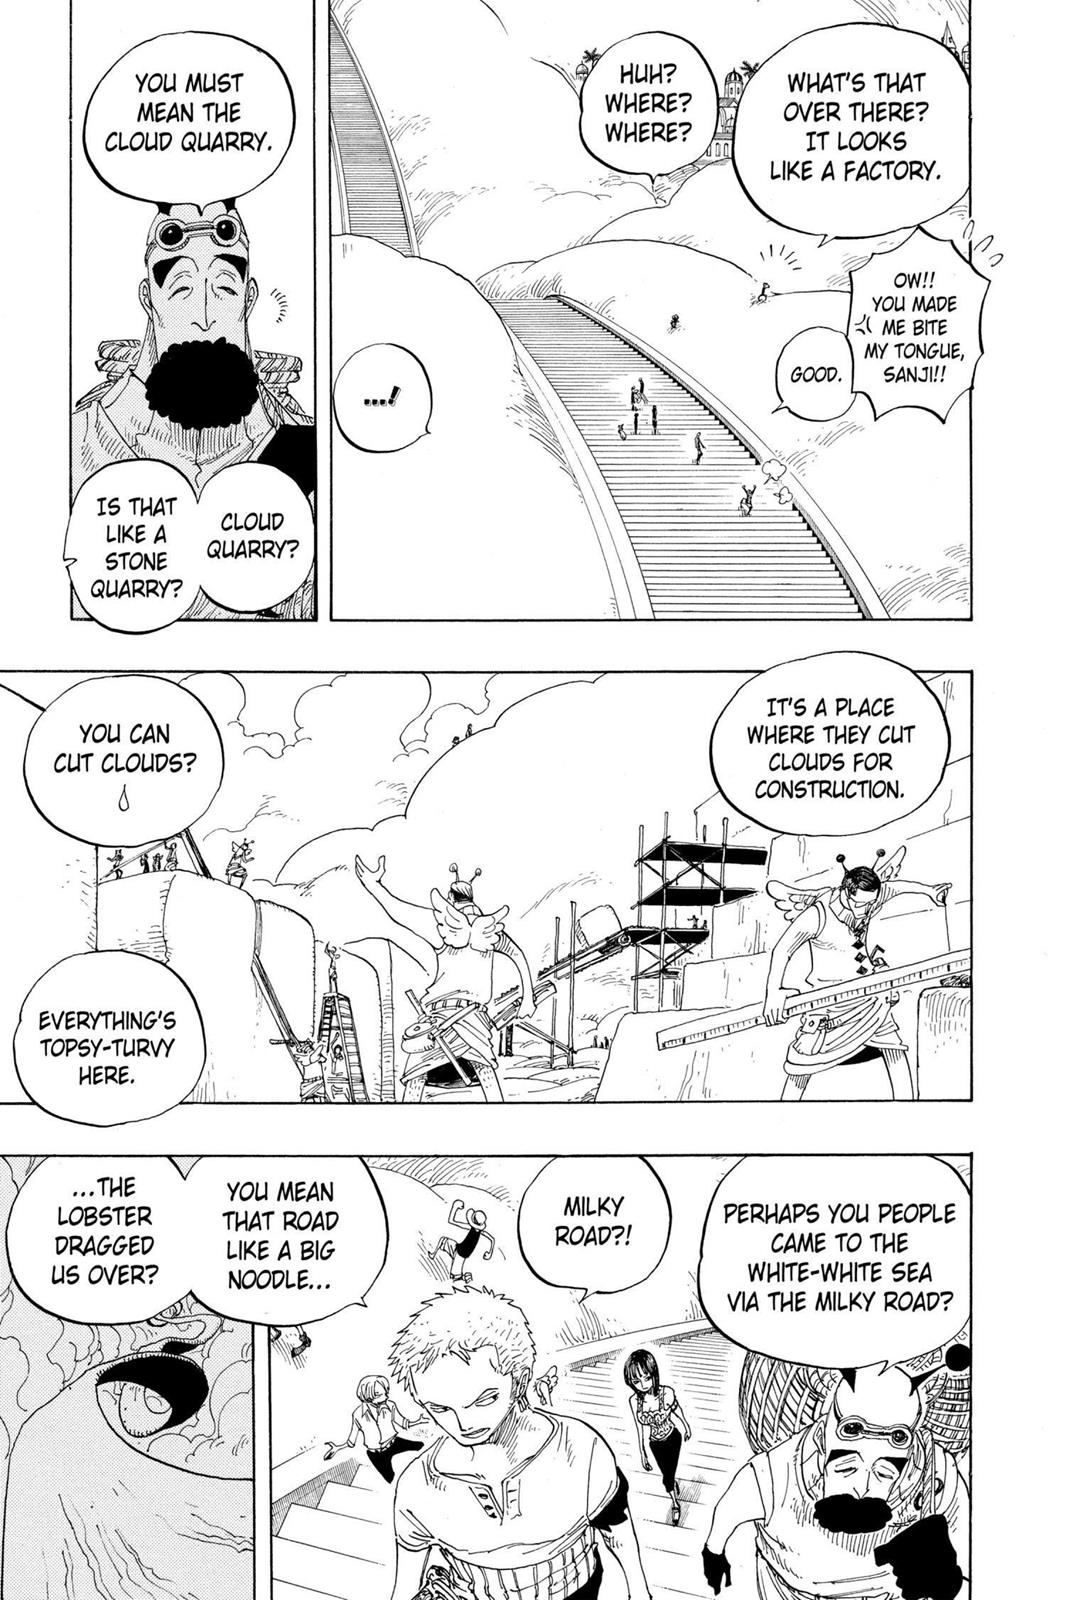 WHAT'S THAT
OVER THERE?
IT LOOKS
LIKE A FACTORY.
HUH?
WHERE?
WHERE?
OW!!
YOU MADE
ME BITE
MY TONGUE,
SANJI!!
GOOD.
....!
YOU MUST
MEAN THE
CLOUD QUARRY.
CLOUD
QUARRY?
IS THAT
LIKE A
STONE
QUARRY?
IT'S A PLACE
WHERE THEY CUT
CLOUDS FOR
CONSTRUCTION.
YOU CAN
CUT CLOUDS?
EVERYTHING'S
TOPSY-TURVY
HERE.
PERHAPS YOU PEOPLE
CAME TO THE
WHITE-WHITE SEA
VIA THE MILKY ROAD?
MILKY
ROAD?!
YOU MEAN
THAT ROAD
LIKE A BIG
NOODLE...
...THE
LOBSTER
DRAGGED
US OVER?